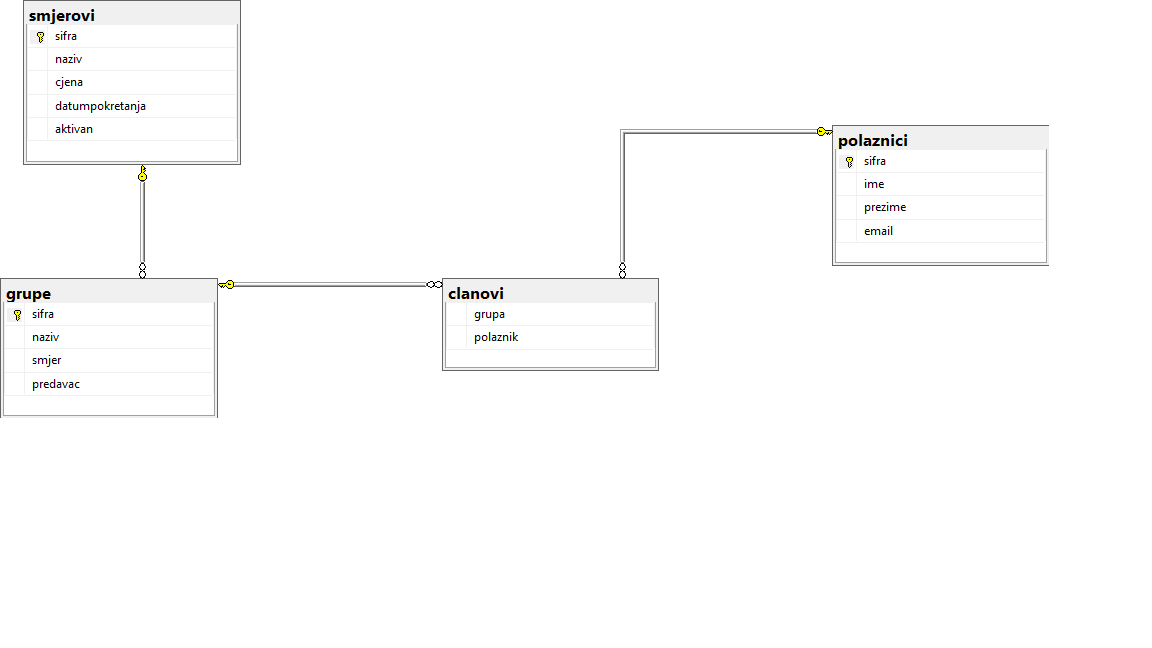 smjerovi
sifra
naziv
cjena
datumpokretanja
aktivan
polaznici
sifra
ime
prezime
email
grupe
sifra
naziv
smjer
predavac
clanovi
grupa
polaznik